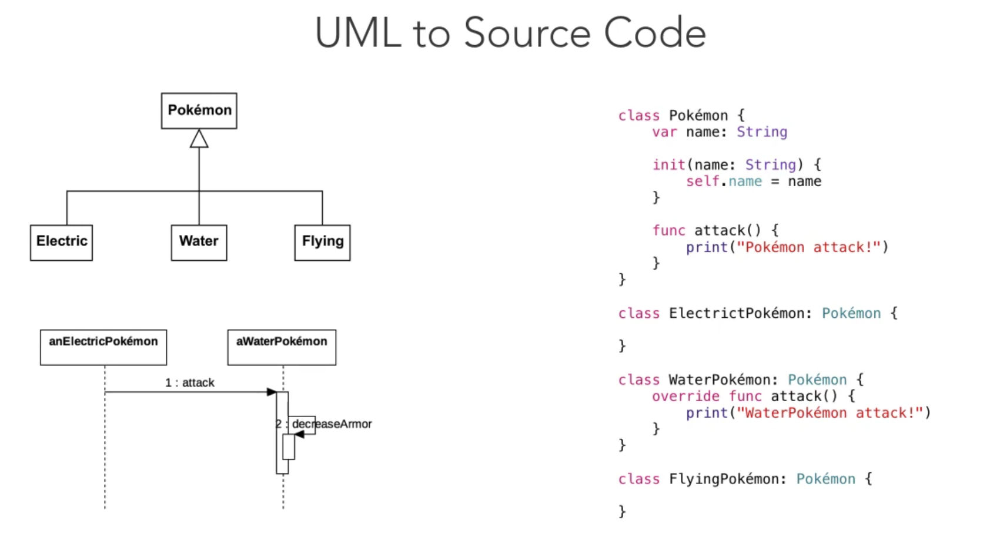 UML to Source Code
Pokémon
Electric
Water
Flying
anElectricPokémon
aWaterPokémon
1 : attack
2 : decreaseArmor
class Pokémon {
    var name: String
    init(name: String) {
        self.name = name
    }
    func attack() {
        print("Pokémon attack!")
    }
}
class ElectrictPokémon: Pokémon {
}
class WaterPokémon: Pokémon {
    override func attack() {
        print("WaterPokémon attack!")
    }
}
class FlyingPokémon: Pokémon {
}